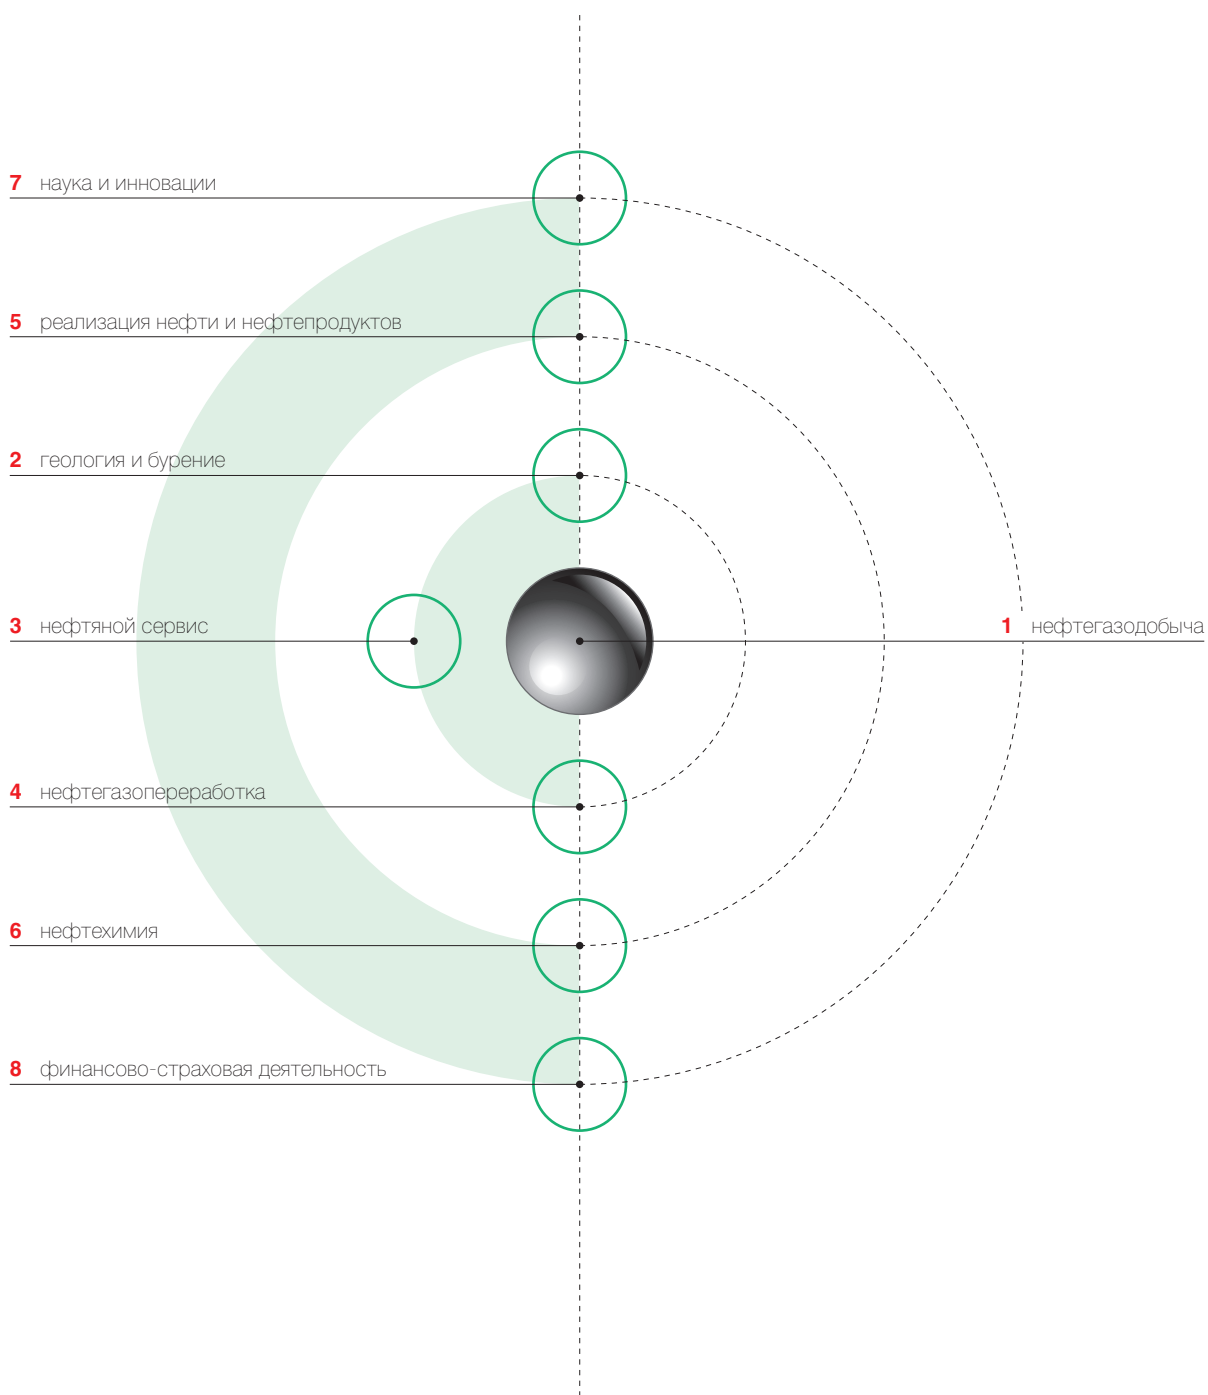 7 наука и инновации
5 реализация нефти и нефтепродуктов
2 геология и бурение
3 нефтяной сервис
1 нефтегазодобыча
4 нефтегазопереработка
6 нефтехимия
8 финансово-страховая деятельность